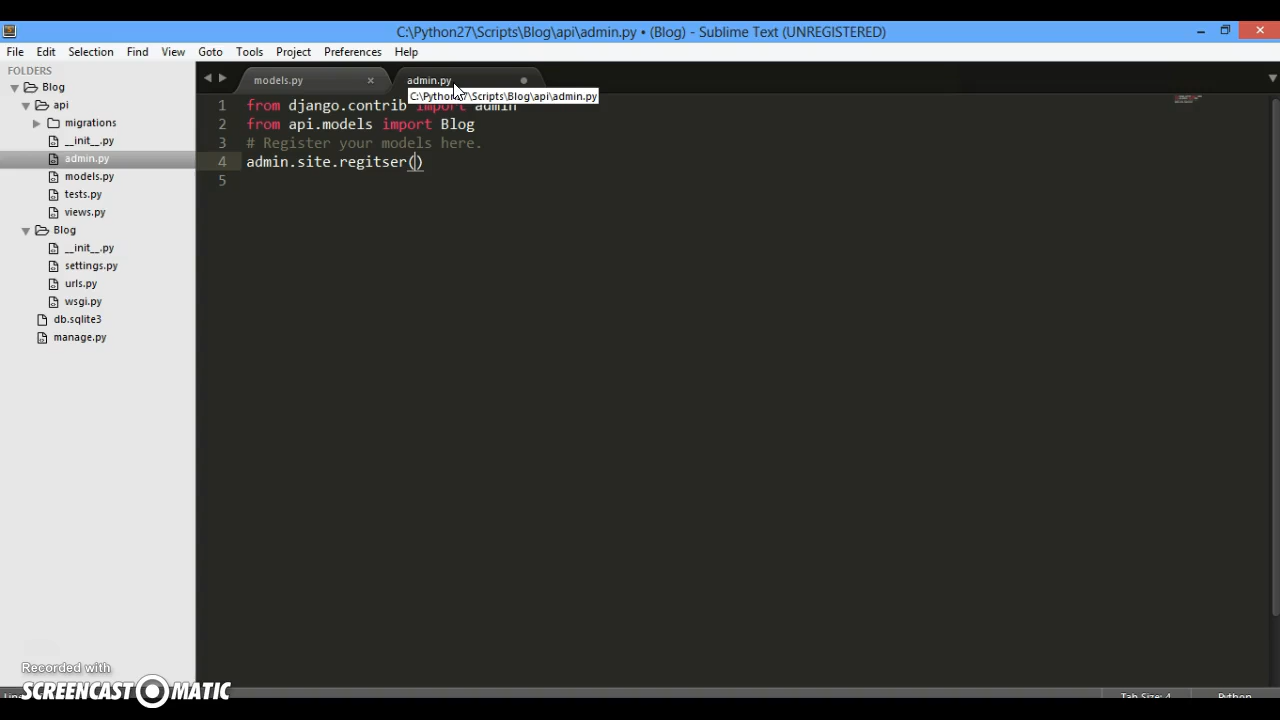 C:\Python27\Scripts\Blog\api\admin.py • (Blog) - Sublime Text (UNREGISTERED)
File Edit Selection Find View Goto Tools Project Preferences Help
FOLDERS
Blog
api
migrations
__init__.py
admin.py
models.py
tests.py
views.py
Blog
__init__.py
settings.py
urls.py
wsgi.py
db.sqlite3
manage.py
models.py × admin.py
C:\Python27\Scripts\Blog\api\admin.py
1 from django.contrib import admin
2 from api.models import Blog
3 # Register your models here.
4 admin.site.regitser()
5
Recorded with
SCREENCAST MATIC
Tab Size: 4 Python